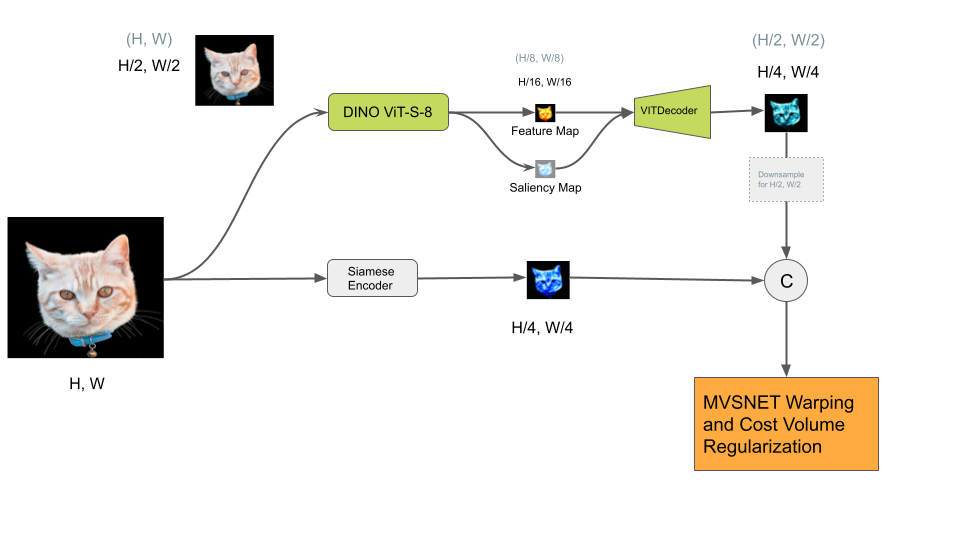 (H, W)
H/2, W/2
(H/2, W/2)
H/4, W/4
(H/8, W/8)
H/16, W/16
DINO ViT-S-8
Feature Map
VITDecoder
Saliency Map
Downsample
for H/2, W/2
Siamese
Encoder
C
H/4, W/4
H, W
MVSNET Warping
and Cost Volume
Regularization